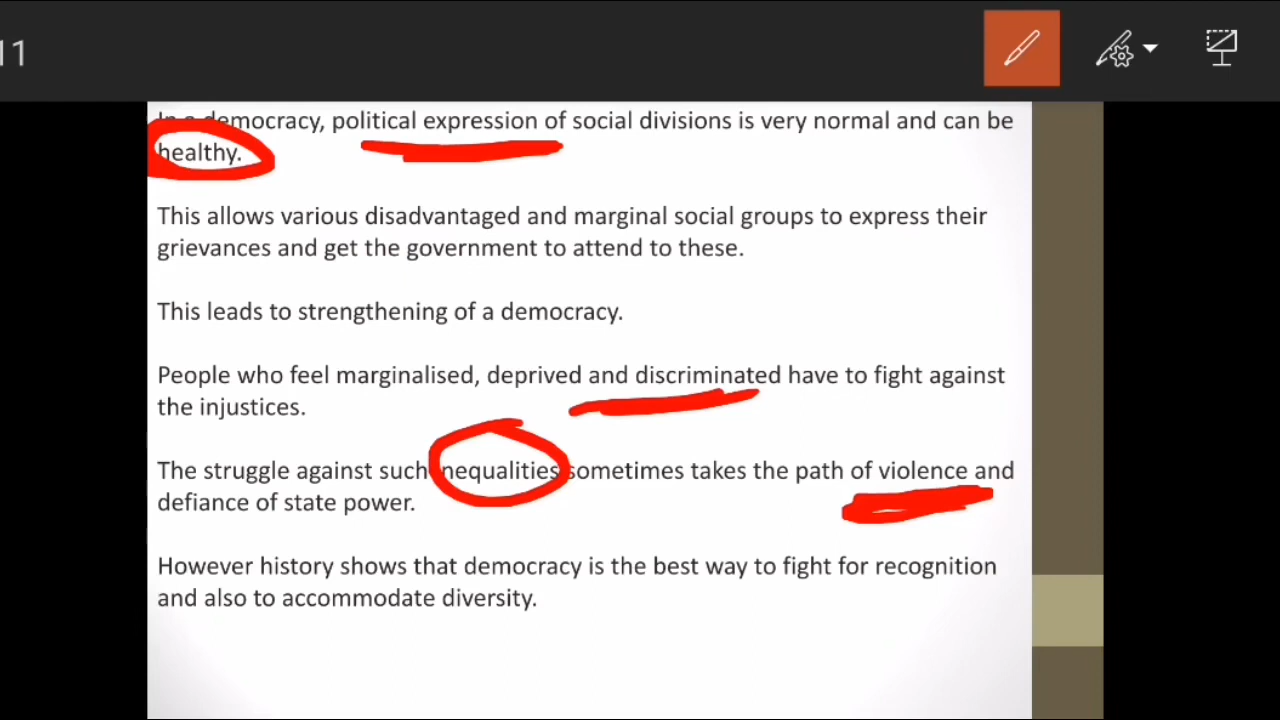 11
In a democracy, political expression of social divisions is very normal and can be
healthy.
This allows various disadvantaged and marginal social groups to express their
grievances and get the government to attend to these.
This leads to strengthening of a democracy.
People who feel marginalised, deprived and discriminated have to fight against
the injustices.
The struggle against such inequalities sometimes takes the path of violence and
defiance of state power.
However history shows that democracy is the best way to fight for recognition
and also to accommodate diversity.